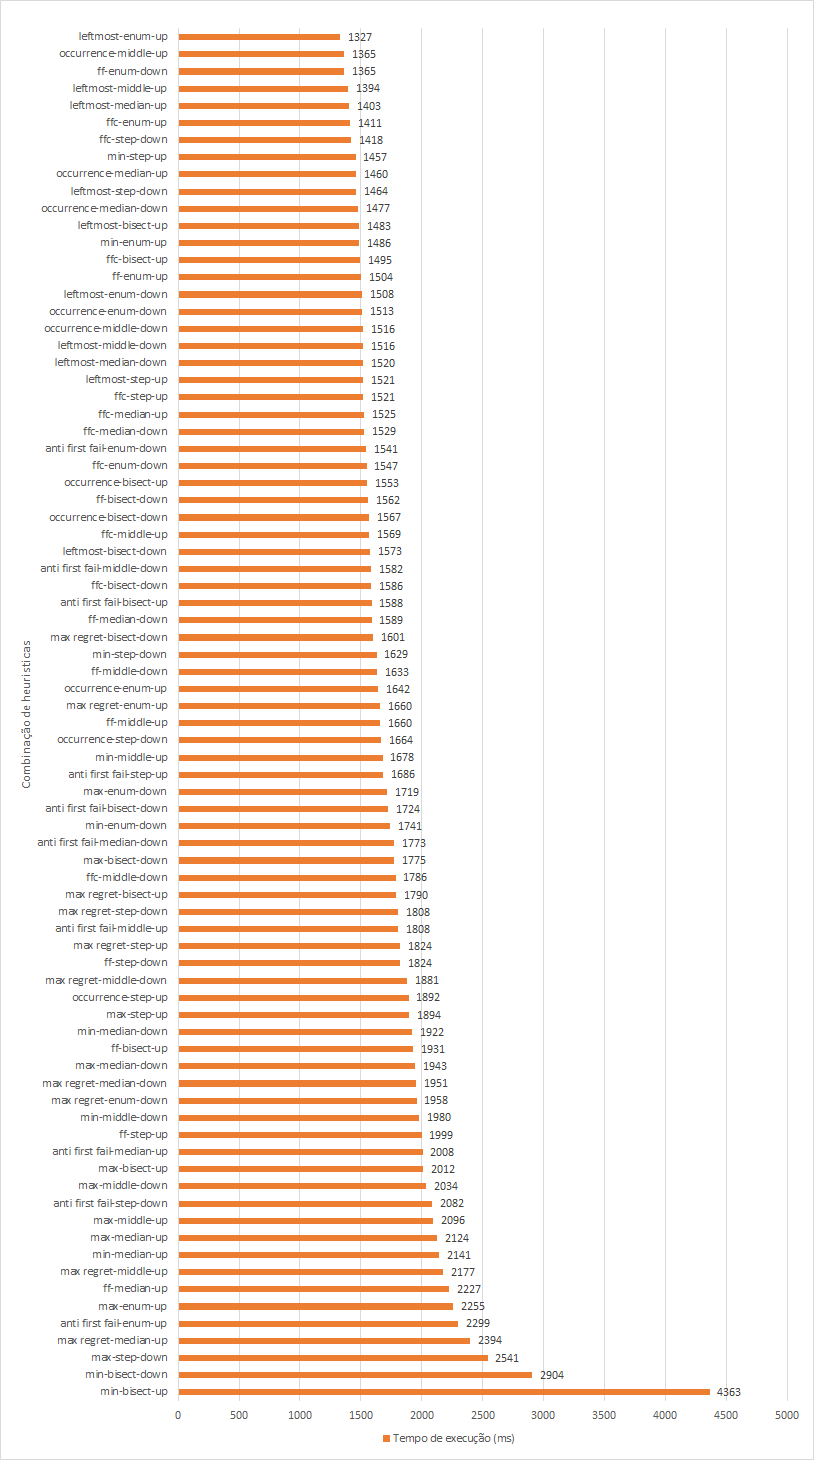 leftmost-enum-up 1327
occurrence-middle-up 1365
ff-enum-down 1365
leftmost-middle-up 1394
leftmost-median-up 1403
ffc-enum-up 1411
ffc-step-down 1418
min-step-up 1457
occurrence-median-up 1460
leftmost-step-down 1464
occurrence-median-down 1477
leftmost-bisect-up 1483
min-enum-up 1486
ffc-bisect-up 1495
ff-enum-up 1504
leftmost-enum-down 1508
occurrence-enum-down 1513
occurrence-middle-down 1516
leftmost-middle-down 1516
leftmost-median-down 1520
leftmost-step-up 1521
ffc-step-up 1521
ffc-median-up 1525
ffc-median-down 1529
anti first fail-enum-down 1541
ffc-enum-down 1547
occurrence-bisect-up 1553
ff-bisect-down 1562
occurrence-bisect-down 1567
ffc-middle-up 1569
leftmost-bisect-down 1573
anti first fail-middle-down 1582
ffc-bisect-down 1586
anti first fail-bisect-up 1588
ff-median-down 1589
max regret-bisect-down 1601
min-step-down 1629
ff-middle-down 1633
occurrence-enum-up 1642
max regret-enum-up 1660
ff-middle-up 1660
occurrence-step-down 1664
min-middle-up 1678
anti first fail-step-up 1686
max-enum-down 1719
anti first fail-bisect-down 1724
min-enum-down 1741
anti first fail-median-down 1773
max-bisect-down 1775
ffc-middle-down 1786
max regret-bisect-up 1790
max regret-step-down 1808
anti first fail-middle-up 1808
max regret-step-up 1824
ff-step-down 1824
max regret-middle-down 1881
occurrence-step-up 1892
max-step-up 1894
min-median-down 1922
ff-bisect-up 1931
max-median-down 1943
max regret-median-down 1951
max regret-enum-down 1958
min-middle-down 1980
ff-step-up 1999
anti first fail-median-up 2008
max-bisect-up 2012
max-middle-down 2034
anti first fail-step-down 2082
max-middle-up 2096
max-median-up 2124
min-median-up 2141
max regret-middle-up 2177
ff-median-up 2227
max-enum-up 2255
anti first fail-enum-up 2299
max regret-median-up 2394
max-step-down 2541
min-bisect-down 2904
min-bisect-up 4363
Combinação de heurísticas
0 500 1000 1500 2000 2500 3000 3500 4000 4500 5000
Tempo de execução (ms)